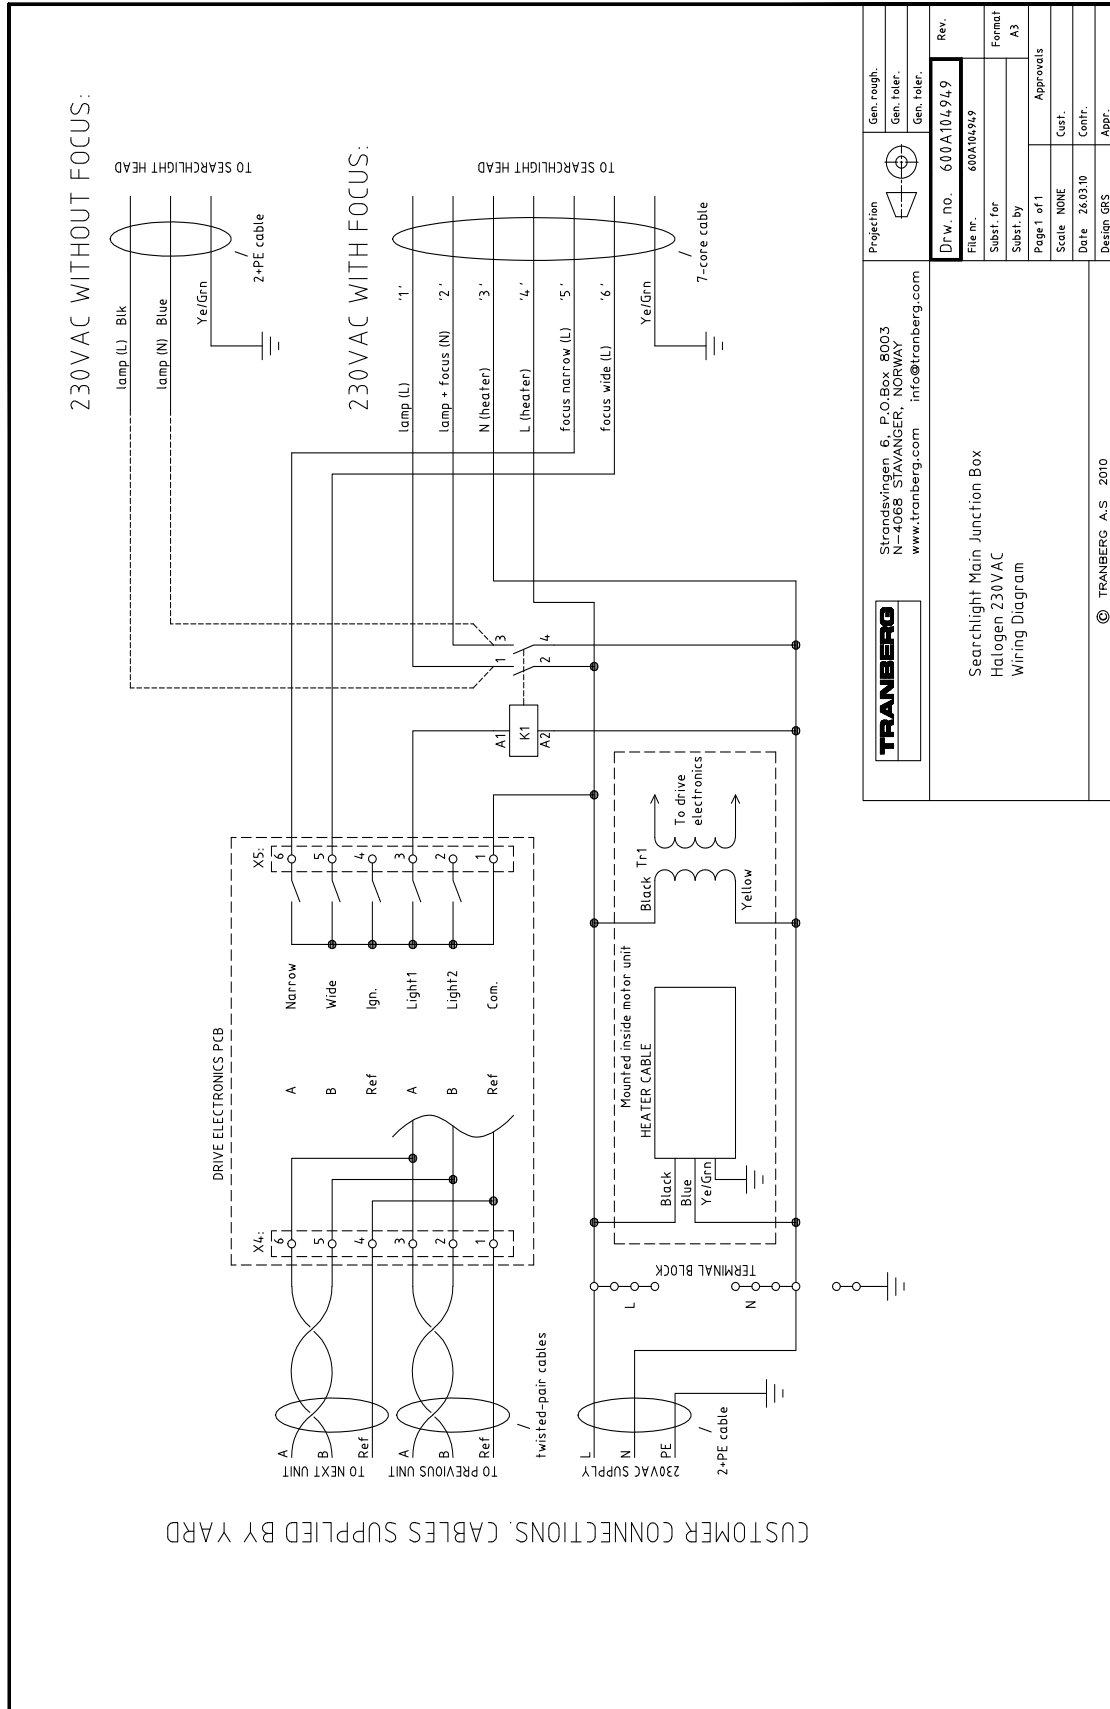 CUSTOMER CONNECTIONS. CABLES SUPPLIED BY YARD
TO NEXT UNIT
A
B
Ref
TO PREVIOUS UNIT
A
B
Ref
twisted-pair cables
230VAC SUPPLY
L
N
PE
2+PE cable
DRIVE ELECTRONICS PCB
X4:
6
5
4
3
2
1
A
B
Ref
A
B
Ref
Narrow
Wide
Ign.
Light1
Light2
Com.
X5:
6
5
4
3
2
1
TERMINAL BLOCK
L
N
Mounted inside motor unit
HEATER CABLE
Black
Blue
Ye/Grn
Black
Tr1
Yellow
To drive
electronics
A1
K1
A2
1
3
2
4
230VAC WITHOUT FOCUS:
lamp (L) Blk
lamp (N) Blue
Ye/Grn
2+PE cable
TO SEARCHLIGHT HEAD
230VAC WITH FOCUS:
lamp (L) '1'
lamp + focus (N) '2'
N (heater) '3'
L (heater) '4'
focus narrow (L) '5'
focus wide (L) '6'
Ye/Grn
7-core cable
TO SEARCHLIGHT HEAD
TRANBERG
Strandsvingen 6, P.O.Box 8003
N-4068 STAVANGER, NORWAY
www.tranberg.com info@tranberg.com
Projection
Gen. rough.
Gen. toler.
Gen. toler.
Searchlight Main Junction Box
Halogen 230VAC
Wiring Diagram
© TRANBERG A.S 2010
Drw. no. 600A104949
Rev.
File nr. 600A104949
Subst. for
Subst. by
Format
A3
Page 1 of 1
Approvals
Scale NONE
Cust.
Date 26.03.10
Contr.
Design GRS
Appr.